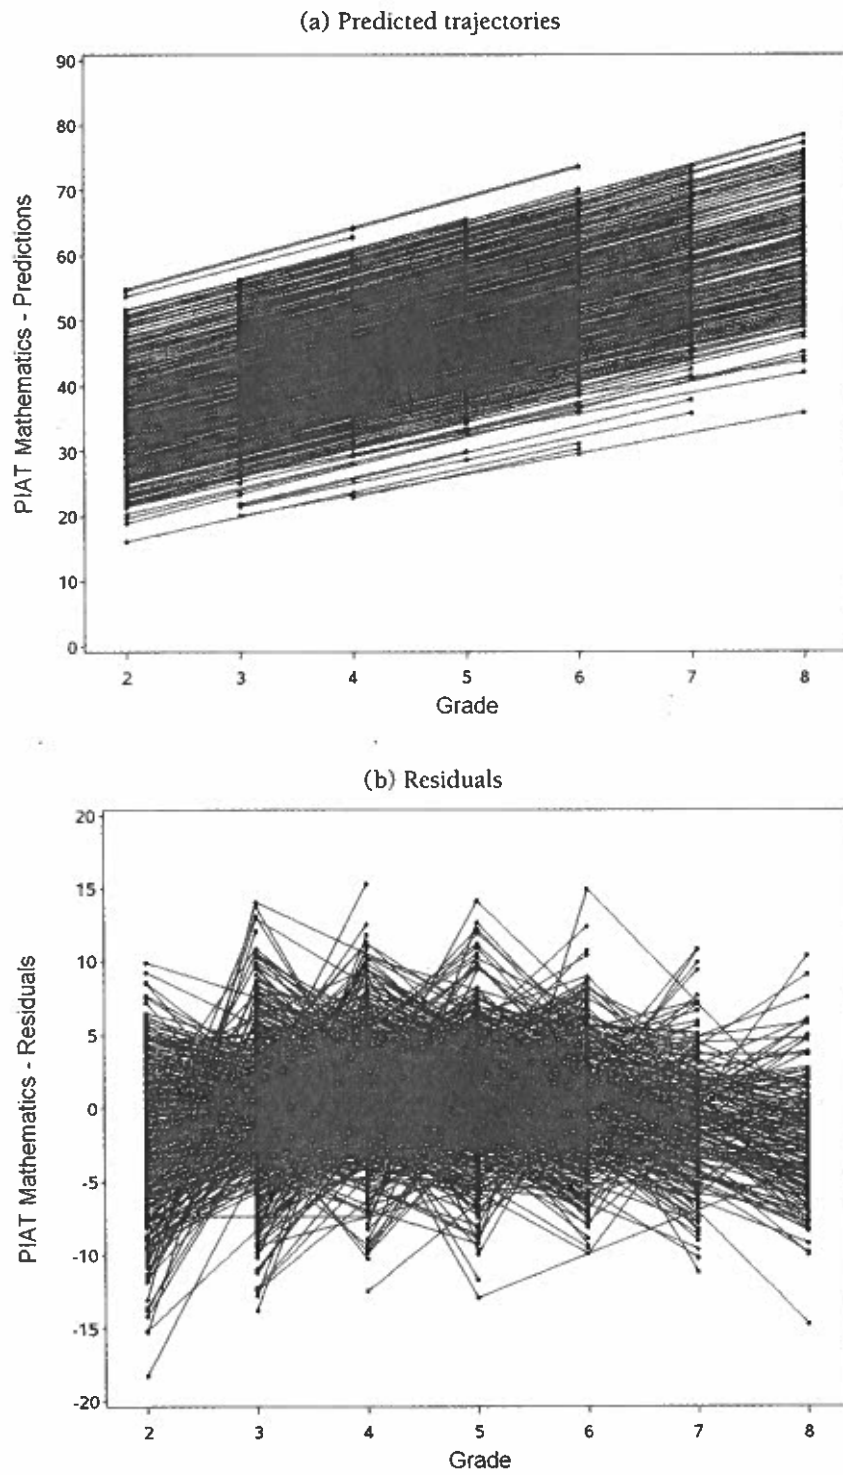 (a) Predicted trajectories
90
80
70
60
50
40
30
20
10
0
PIAT Mathematics - Predictions
2 3 4 5 6 7 8
Grade
(b) Residuals
20
15
10
5
0
-5
-10
-15
-20
PIAT Mathematics - Residuals
2 3 4 5 6 7 8
Grade